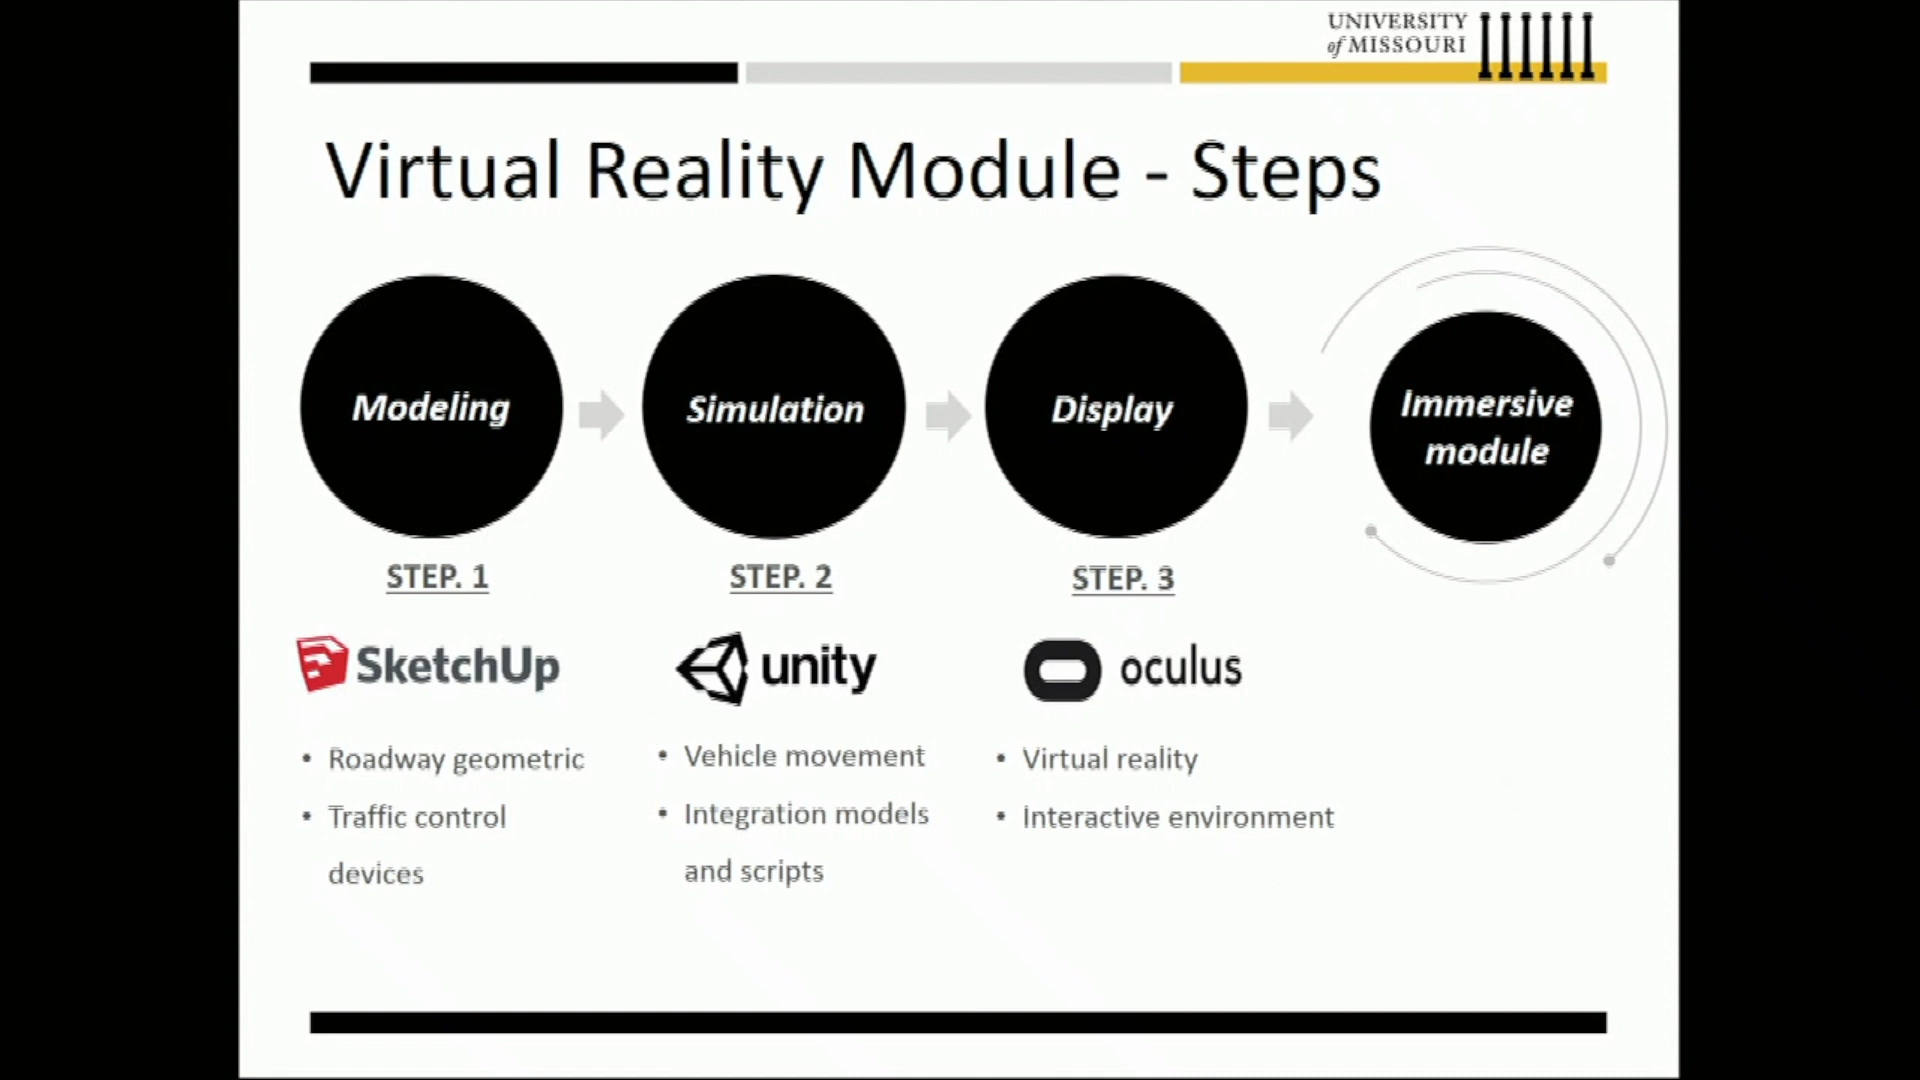 UNIVERSITY
of MISSOURI
Virtual Reality Module - Steps
Modeling
Simulation
Display
Immersive
module
STEP. 1
STEP. 2
STEP. 3
SketchUp
unity
oculus
• Roadway geometric
• Traffic control
devices
• Vehicle movement
• Integration models
and scripts
• Virtual reality
• Interactive environment